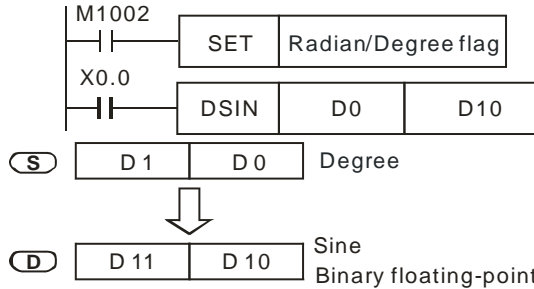 M1002
SET Radian/Degree flag
X0.0
DSIN D0 D10
S D 1 D 0 Degree
Sine
D D 11 D 10
Binary floating-point